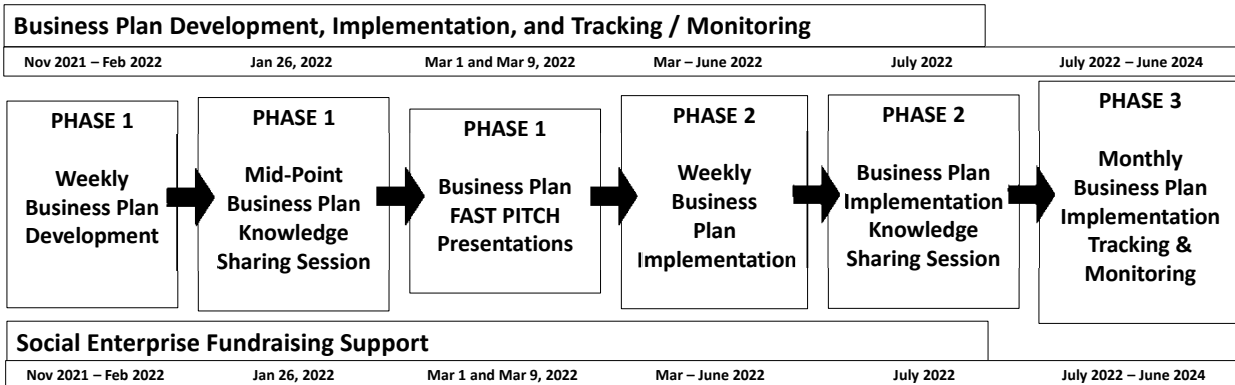 Business Plan Development, Implementation, and Tracking / Monitoring
Nov 2021 – Feb 2022 Jan 26, 2022 Mar 1 and Mar 9, 2022 Mar – June 2022 July 2022 July 2022 – June 2024
PHASE 1
Weekly
Business Plan
Development
PHASE 1
Mid-Point
Business Plan
Knowledge
Sharing Session
PHASE 1
Business Plan
FAST PITCH
Presentations
PHASE 2
Weekly
Business
Plan
Implementation
PHASE 2
Business Plan
Implementation
Knowledge
Sharing Session
PHASE 3
Monthly
Business Plan
Implementation
Tracking &
Monitoring
Social Enterprise Fundraising Support
Nov 2021 – Feb 2022 Jan 26, 2022 Mar 1 and Mar 9, 2022 Mar – June 2022 July 2022 July 2022 – June 2024